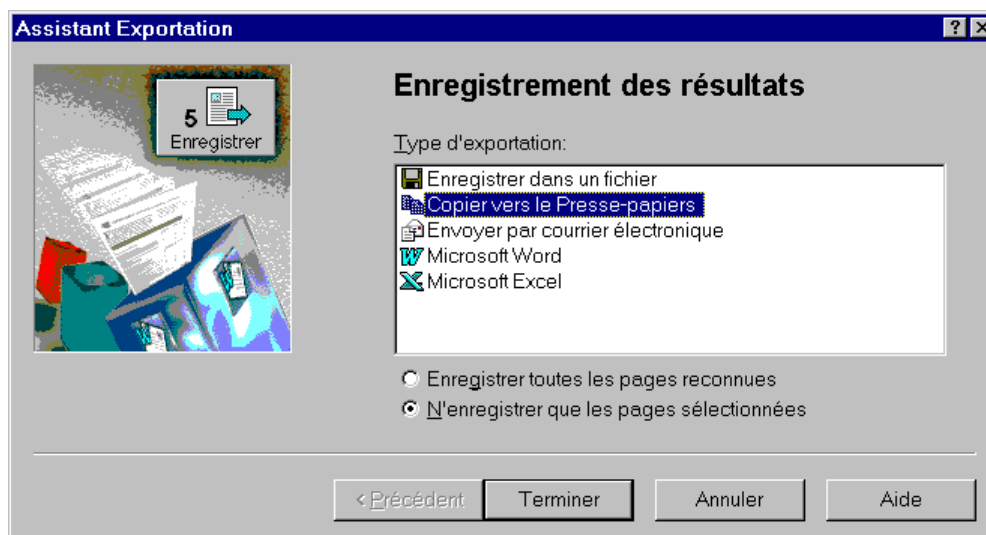 Assistant Exportation
5
Enregistrer
Enregistrement des résultats
Type d'exportation:
Enregistrer dans un fichier
Copier vers le Presse-papiers
Envoyer par courrier électronique
Microsoft Word
Microsoft Excel
Enregistrer toutes les pages reconnues
N'enregistrer que les pages sélectionnées
< Précédent Terminer Annuler Aide